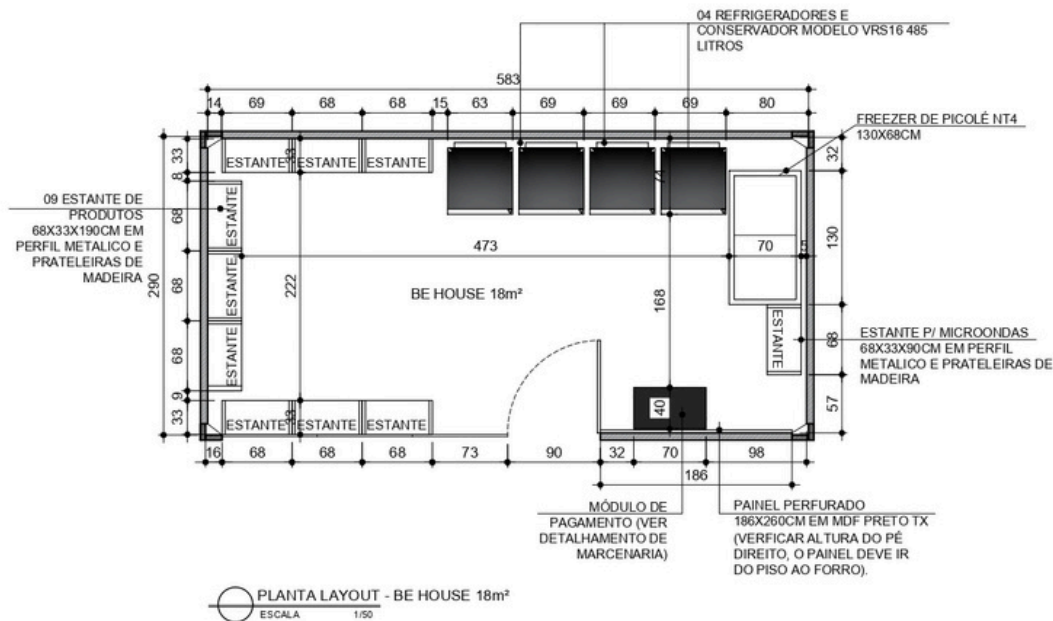 04 REFRIGERADORES E
CONSERVADOR MODELO VRS16 485
LITROS
583
14 69 68 68 15 63 69 69 69 80
FREEZER DE PICOLÉ NT4
130X68CM
33
8
68
68
68
9
33
290
09 ESTANTE DE
PRODUTOS
68X33X190CM EM
PERFIL METALICO E
PRATELEIRAS DE
MADEIRA
ESTANTE ESTANTE ESTANTE
33
ESTANTE
ESTANTE
ESTANTE
222
473
BE HOUSE 18m²
71
168
70 5
ESTANTE
32
130
68
57
ESTANTE P/ MICROONDAS
68X33X90CM EM PERFIL
METALICO E PRATELEIRAS DE
MADEIRA
40
ESTANTE ESTANTE ESTANTE
33
16 68 68 68 73 90 32 70 98
186
MÓDULO DE
PAGAMENTO (VER
DETALHAMENTO DE
MARCENARIA)
PAINEL PERFURADO
186X260CM EM MDF PRETO TX
(VERFICAR ALTURA DO PÉ
DIREITO, O PAINEL DEVE IR
DO PISO AO FORRO).
PLANTA LAYOUT - BE HOUSE 18m²
ESCALA 1/50